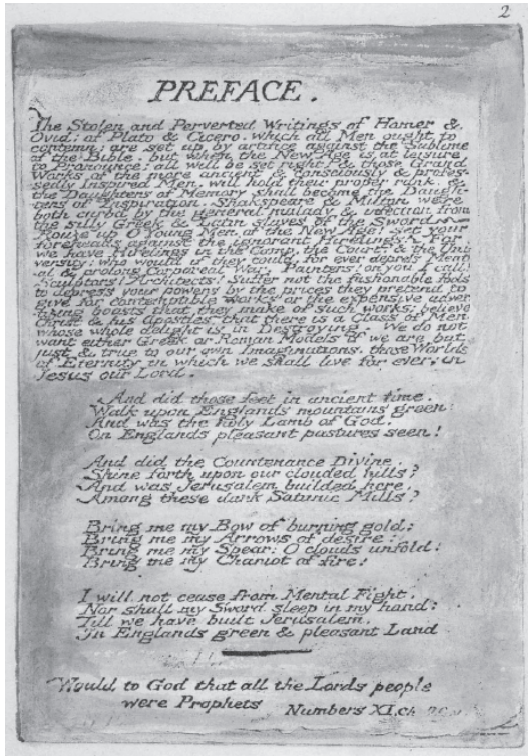 2
PREFACE.
The Stolen and Perverted Writings of Homer &
Ovid: of Plato & Cicero. which all Men ought to
contemn: are set up by artifice against the Sublime
of the Bible. but when the New Age is at leisure
to Pronounce; all will be set right: & those Grand
Works of the more ancient & consciously & profes-
sedly Inspired Men, will hold their proper rank, &
the Daughters of Memory shall become the Daugh-
ters of Inspiration. Shakspeare & Milton were
both curbd by the general malady & infection from
the silly Greek & Latin slaves of the Sword.
Rouze up O Young Men of the New Age! set your
foreheads against the ignorant Hirelings! For
we have Hirelings in the Camp, the Court, & the Uni-
versity: who would if they could, for ever depress Ment-
al & prolong Corporeal War. Painters! on you I call!
Sculptors! Architects! Suffer not the fashonable Fools
to depress your powers by the prices they pretend to
give for contemptible works or the expensive adver-
tizing boasts that they make of such works; believe
Christ & his Apostles that there is a Class of Men
whose whole delight is in Destroying. We do not
want either Greek or Roman Models if we are but
just & true to our own Imaginations, those Worlds
of Eternity in which we shall live for ever; in
Jesus our Lord.
And did those feet in ancient time,
Walk upon Englands mountains green:
And was the holy Lamb of God,
On Englands pleasant pastures seen!
And did the Countenance Divine,
Shine forth upon our clouded hills?
And was Jerusalem builded here,
Among these dark Satanic Mills?
Bring me my Bow of burning gold:
Bring me my Arrows of desire:
Bring me my Spear: O clouds unfold:
Bring me my Chariot of fire!
I will not cease from Mental Fight,
Nor shall my Sword sleep in my hand:
Till we have built Jerusalem,
In Englands green & pleasant Land
Would to God that all the Lords people
were Prophets Numbers XI.ch